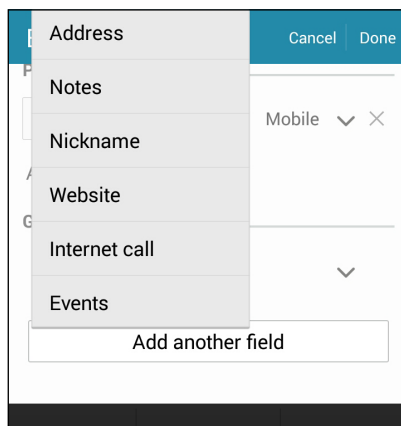 Address
Cancel Done
Notes
Mobile
Nickname
Website
Internet call
Events
Add another field